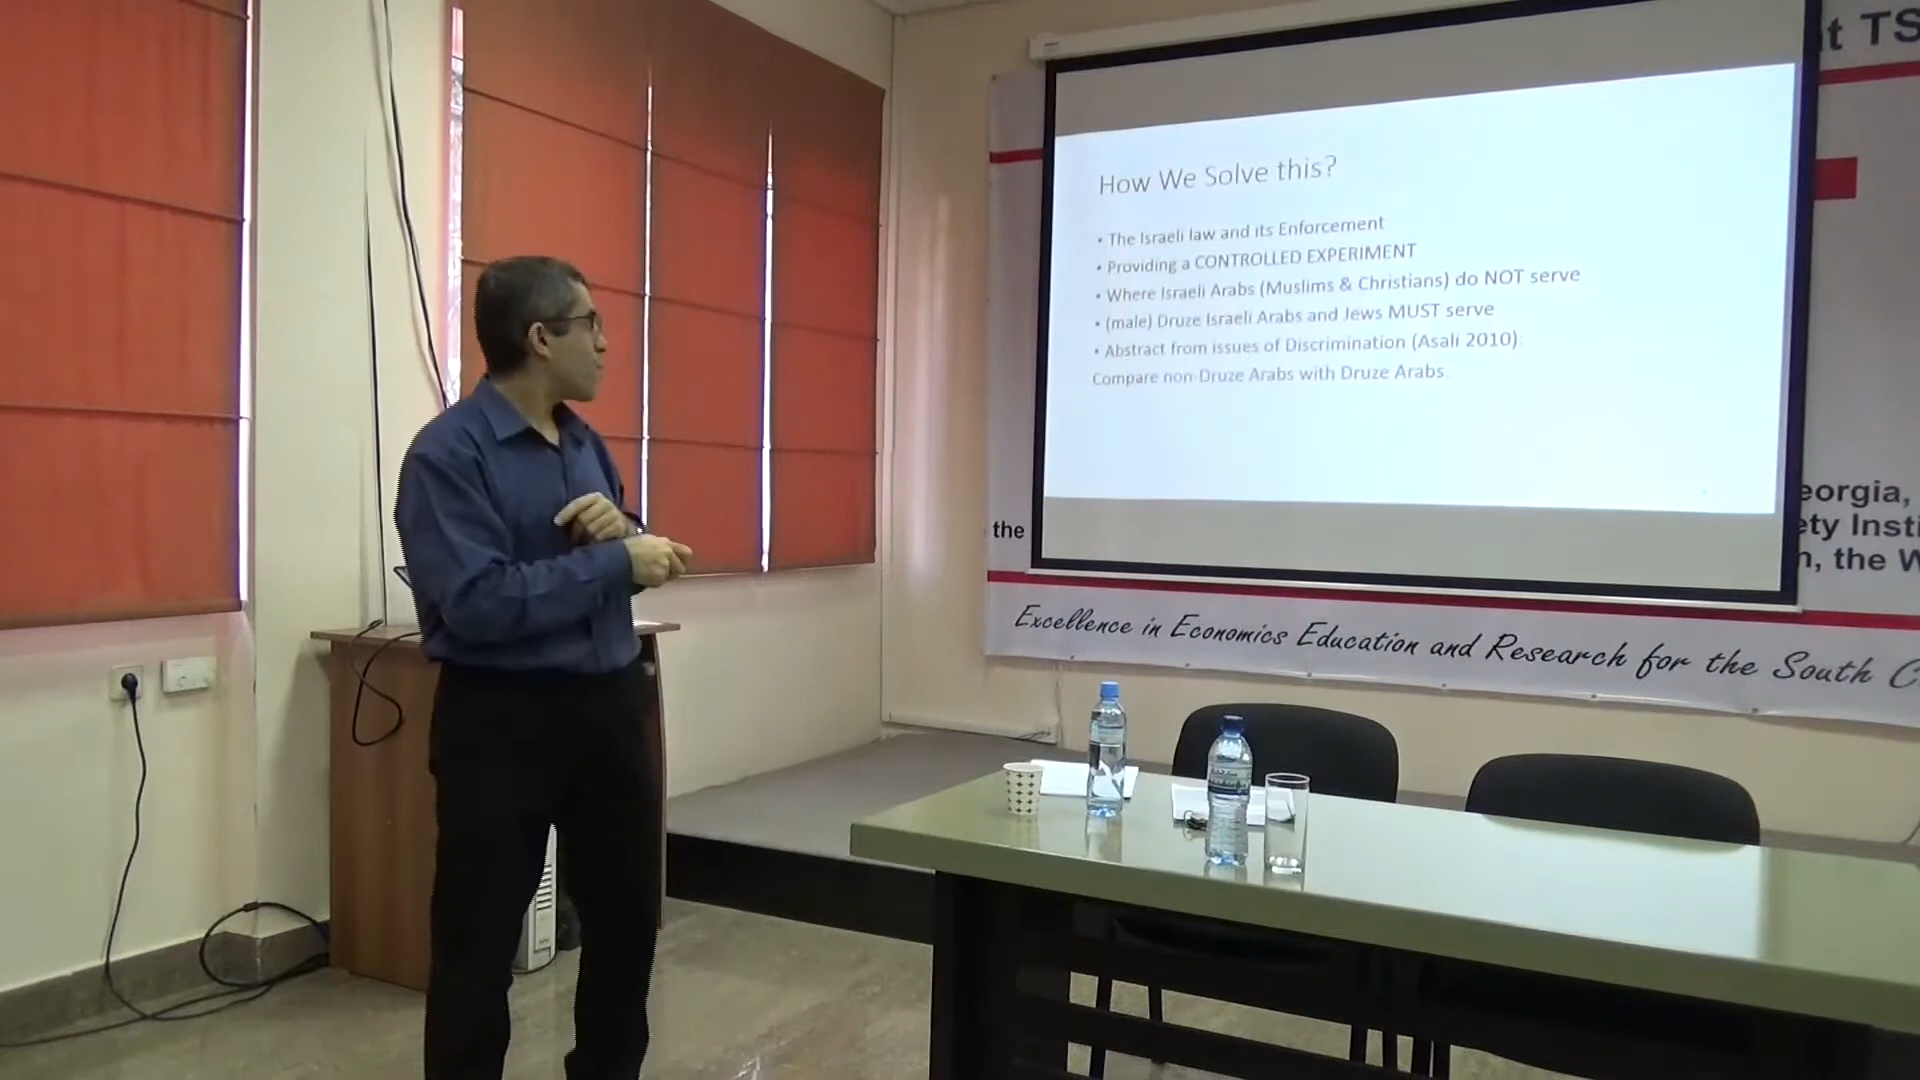 t TS
How We Solve this?
• The Israeli law and its Enforcement
• Providing a CONTROLLED EXPERIMENT
• Where Israeli Arabs (Muslims & Christians) do NOT serve
• (male) Druze Israeli Arabs and Jews MUST serve
• Abstract from issues of Discrimination (Asali 2010):
Compare non-Druze Arabs with Druze Arabs.
eorgia,
the
ety Insti
n, the W
Excellence in Economics Education and Research for the South C